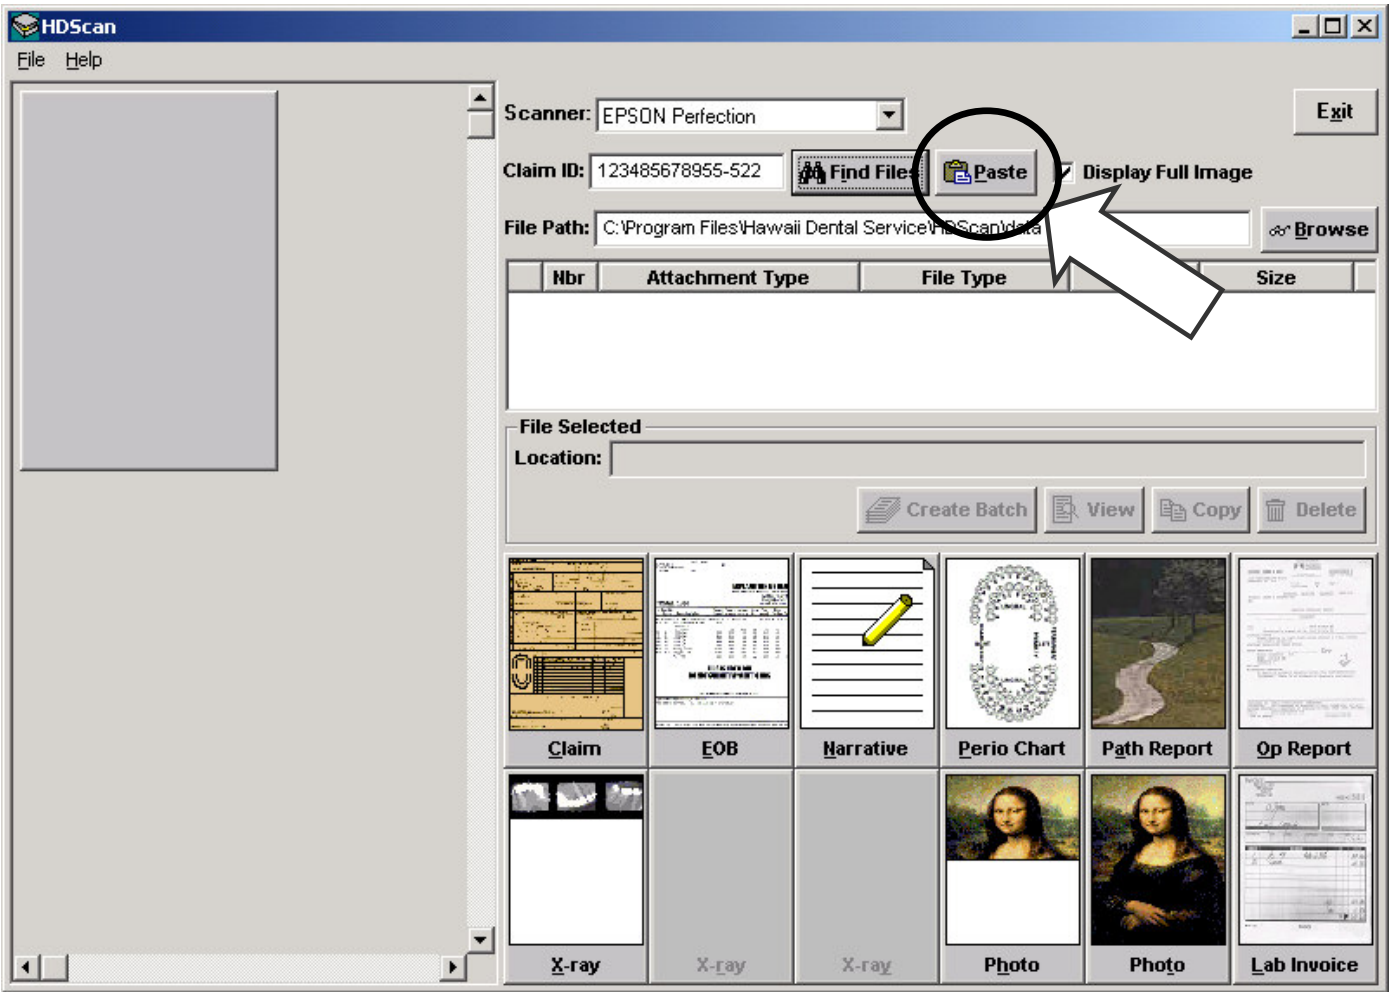 HDScan
File Help
Scanner: EPSON Perfection Exit
Claim ID: 123485678955-522 Find Files Paste Display Full Image
File Path: C:\Program Files\Hawaii Dental Service\HDScan\data Browse
Nbr Attachment Type File Type Size
File Selected
Location:
Create Batch View Copy Delete
Claim EOB Narrative Perio Chart Path Report Op Report
X-ray X-ray X-ray Photo Photo Lab Invoice